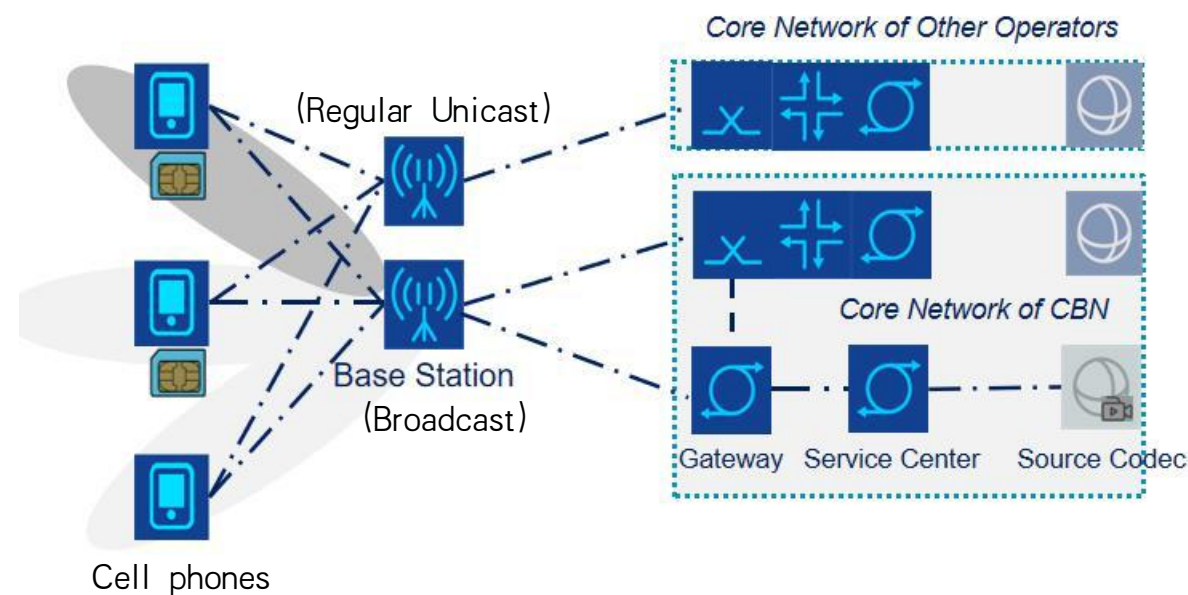 Core Network of Other Operators
(Regular Unicast)
Core Network of CBN
Base Station
(Broadcast)
Gateway
Service Center
Source Codec
Cell phones